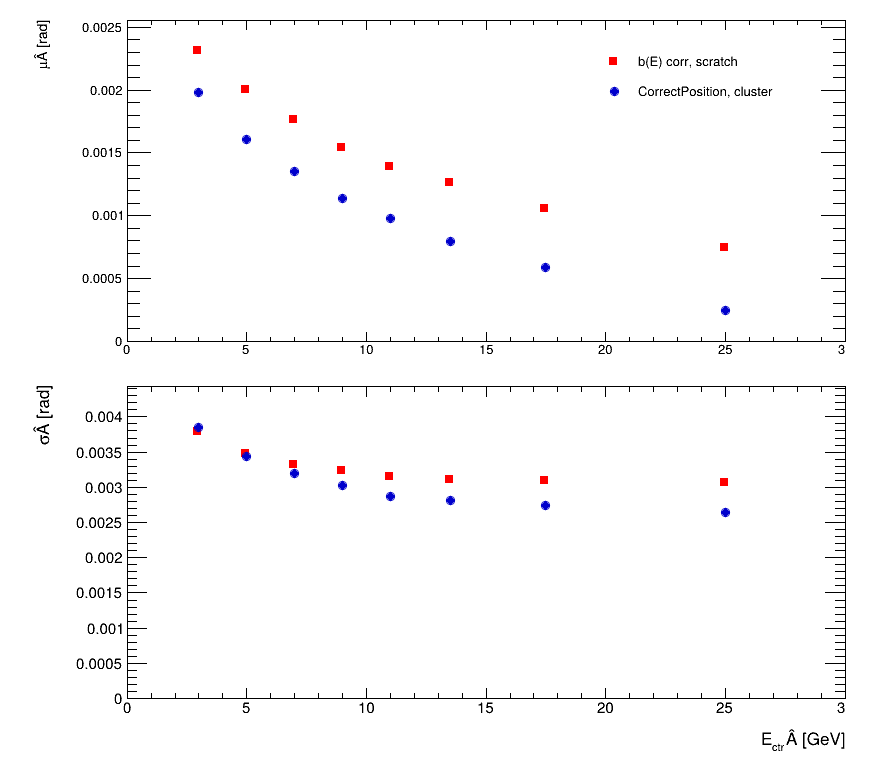 0.0025
μÂ [rad]
b(E) corr, scratch
0.002
CorrectPosition, cluster
0.0015
0.001
0.0005
0
0 5 10 15 20 25 3
σÂ [rad]
0.004
0.0035
0.003
0.0025
0.002
0.0015
0.001
0.0005
0
0 5 10 15 20 25 3
E_ctr Â [GeV]